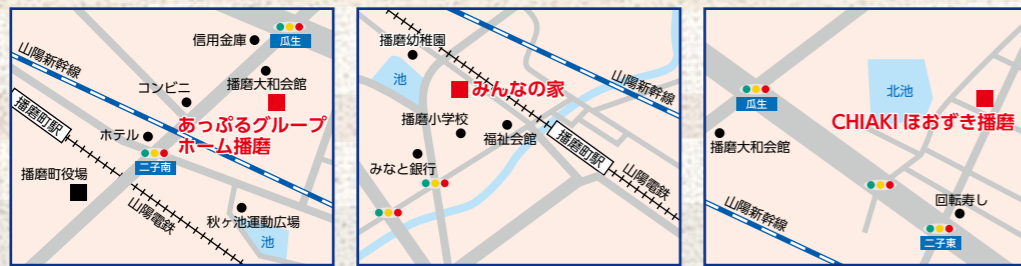 瓜生
信用金庫
山陽新幹線
播磨大和会館
コンビニ
播磨町駅
あっぷるグループ
ホーム播磨
ホテル
二子南
播磨町役場
山陽電鉄
秋ヶ池運動広場
池
播磨幼稚園
池
みんなの家
山陽新幹線
播磨小学校
福祉会館
播磨町駅
みなと銀行
山陽電鉄
瓜生
北池
CHIAKI ほおずき播磨
播磨大和会館
山陽新幹線
回転寿し
二子東